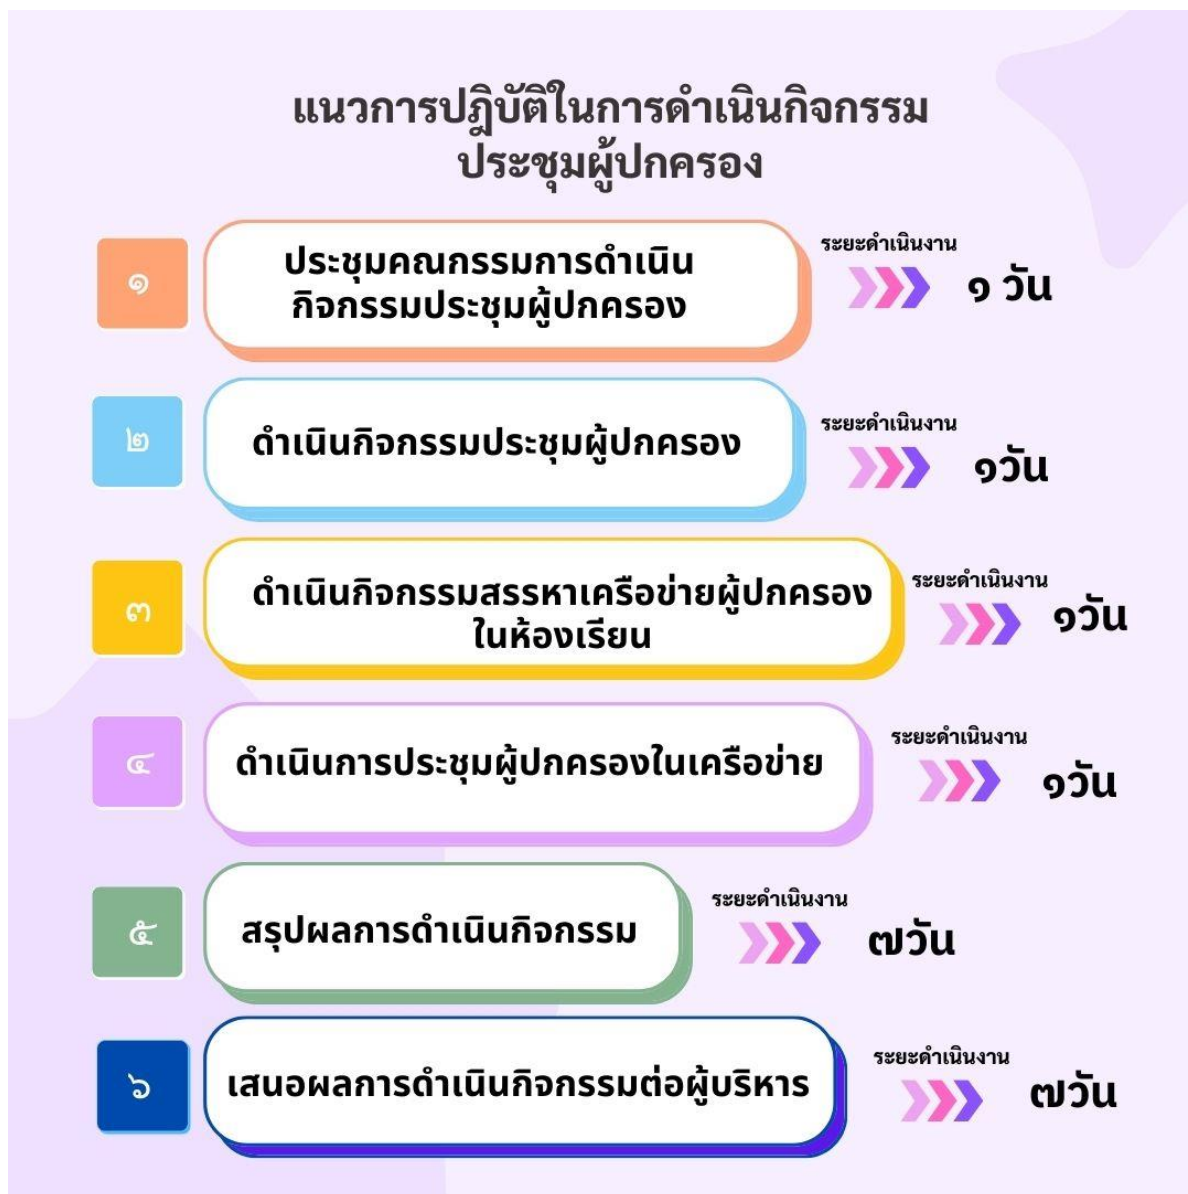 แนวการปฎิบัติในการดำเนินกิจกรรม
ประชุมผู้ปกครอง
๑
ประชุมคณกรรมการดำเนิน
กิจกรรมประชุมผู้ปกครอง
ระยะดำเนินงาน
๑ วัน
๒
ดำเนินกิจกรรมประชุมผู้ปกครอง
ระยะดำเนินงาน
๑วัน
๓
ดำเนินกิจกรรมสรรหาเครือข่ายผู้ปกครอง
ในห้องเรียน
ระยะดำเนินงาน
๑วัน
๔
ดำเนินการประชุมผู้ปกครองในเครือข่าย
ระยะดำเนินงาน
๑วัน
๕
สรุปผลการดำเนินกิจกรรม
ระยะดำเนินงาน
๗วัน
๖
เสนอผลการดำเนินกิจกรรมต่อผู้บริหาร
ระยะดำเนินงาน
๗วัน